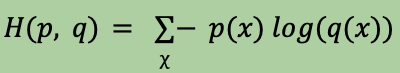 H(p, q) = ∑− p(x) log(q(x))
χ